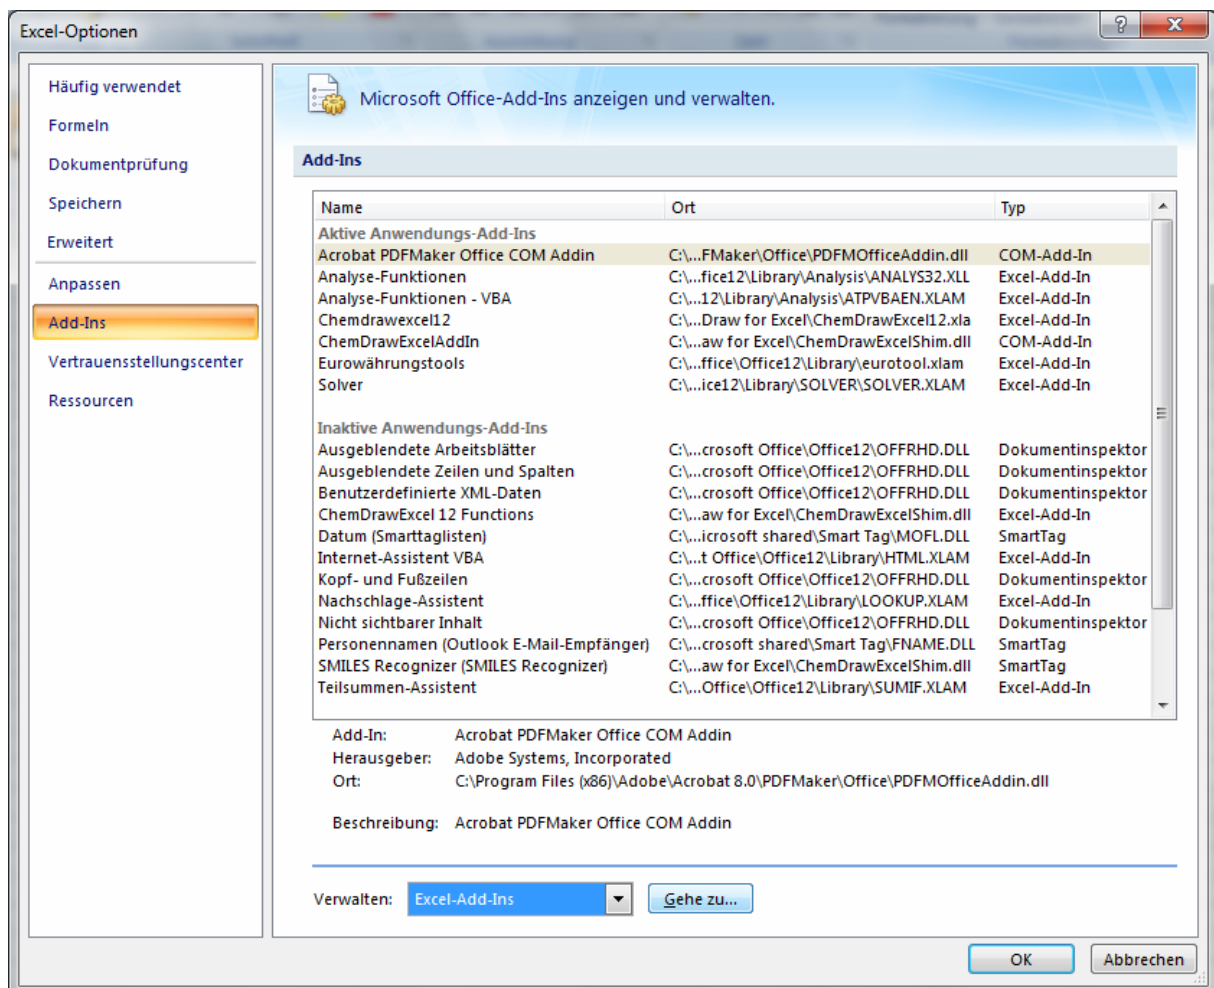 Excel-Optionen
Häufig verwendet
Formeln
Dokumentprüfung
Speichern
Erweitert
Anpassen
Add-Ins
Vertrauensstellungscenter
Ressourcen
Microsoft Office-Add-Ins anzeigen und verwalten.
Add-Ins
Name Ort Typ
Aktive Anwendungs-Add-Ins
Acrobat PDFMaker Office COM Addin C:\...FMaker\Office\PDFMOfficeAddin.dll COM-Add-In
Analyse-Funktionen C:\...fice12\Library\Analysis\ANALYS32.XLL Excel-Add-In
Analyse-Funktionen - VBA C:\...12\Library\Analysis\ATPVBAEN.XLAM Excel-Add-In
Chemdrawexcel12 C:\...Draw for Excel\ChemDrawExcel12.xla Excel-Add-In
ChemDrawExcelAddIn C:\...aw for Excel\ChemDrawExcelShim.dll COM-Add-In
Eurowährungstools C:\...ffice\Office12\Library\eurotool.xlam Excel-Add-In
Solver C:\...ice12\Library\SOLVER\SOLVER.XLAM Excel-Add-In
Inaktive Anwendungs-Add-Ins
Ausgeblendete Arbeitsblätter C:\...crosoft Office\Office12\OFFRHD.DLL Dokumentinspektor
Ausgeblendete Zeilen und Spalten C:\...crosoft Office\Office12\OFFRHD.DLL Dokumentinspektor
Benutzerdefinierte XML-Daten C:\...crosoft Office\Office12\OFFRHD.DLL Dokumentinspektor
ChemDrawExcel 12 Functions C:\...aw for Excel\ChemDrawExcelShim.dll Excel-Add-In
Datum (Smarttaglisten) C:\...icrosoft shared\Smart Tag\MOFL.DLL SmartTag
Internet-Assistent VBA C:\...t Office\Office12\Library\HTML.XLAM Excel-Add-In
Kopf- und Fußzeilen C:\...crosoft Office\Office12\OFFRHD.DLL Dokumentinspektor
Nachschlage-Assistent C:\...ffice\Office12\Library\LOOKUP.XLAM Excel-Add-In
Nicht sichtbarer Inhalt C:\...crosoft Office\Office12\OFFRHD.DLL Dokumentinspektor
Personennamen (Outlook E-Mail-Empfänger) C:\...crosoft shared\Smart Tag\FNAME.DLL SmartTag
SMILES Recognizer (SMILES Recognizer) C:\...aw for Excel\ChemDrawExcelShim.dll SmartTag
Teilsummen-Assistent C:\...Office\Office12\Library\SUMIF.XLAM Excel-Add-In
Add-In: Acrobat PDFMaker Office COM Addin
Herausgeber: Adobe Systems, Incorporated
Ort: C:\Program Files (x86)\Adobe\Acrobat 8.0\PDFMaker\Office\PDFMOfficeAddin.dll
Beschreibung: Acrobat PDFMaker Office COM Addin
Verwalten: Excel-Add-Ins Gehe zu...
OK Abbrechen